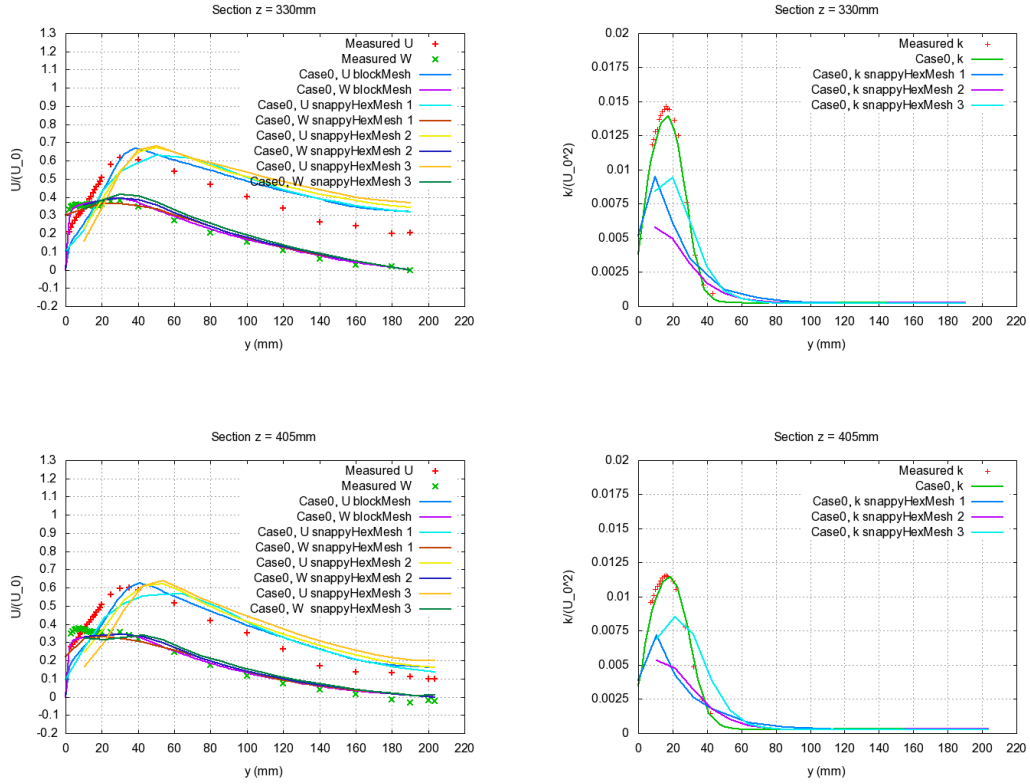 Section z = 330mm
1.3
1.2
1.1
1
0.9
0.8
0.7
0.6
0.5
0.4
0.3
0.2
0.1
0
-0.1
-0.2
U/(U_0)
Measured U
Measured W
Case0, U blockMesh
Case0, W blockMesh
Case0, U snappyHexMesh 1
Case0, W snappyHexMesh 1
Case0, U snappyHexMesh 2
Case0, W snappyHexMesh 2
Case0, U snappyHexMesh 3
Case0, W snappyHexMesh 3
0 20 40 60 80 100 120 140 160 180 200 220
y (mm)
Section z = 330mm
0.02
0.0175
0.015
0.0125
0.01
0.0075
0.005
0.0025
0
k/(U_0^2)
Measured k
Case0, k
Case0, k snappyHexMesh 1
Case0, k snappyHexMesh 2
Case0, k snappyHexMesh 3
0 20 40 60 80 100 120 140 160 180 200 220
y (mm)
Section z = 405mm
1.3
1.2
1.1
1
0.9
0.8
0.7
0.6
0.5
0.4
0.3
0.2
0.1
0
-0.1
-0.2
U/(U_0)
Measured U
Measured W
Case0, U blockMesh
Case0, W blockMesh
Case0, U snappyHexMesh 1
Case0, W snappyHexMesh 1
Case0, U snappyHexMesh 2
Case0, W snappyHexMesh 2
Case0, U snappyHexMesh 3
Case0, W snappyHexMesh 3
0 20 40 60 80 100 120 140 160 180 200 220
y (mm)
Section z = 405mm
0.02
0.0175
0.015
0.0125
0.01
0.0075
0.005
0.0025
0
k/(U_0^2)
Measured k
Case0, k
Case0, k snappyHexMesh 1
Case0, k snappyHexMesh 2
Case0, k snappyHexMesh 3
0 20 40 60 80 100 120 140 160 180 200 220
y (mm)